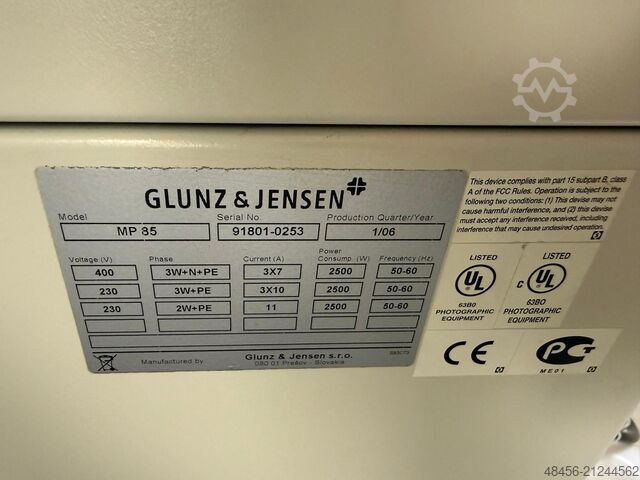 GLUNZ & JENSEN
Model Serial No. Production Quarter/Year
MP 85 91801-0253 1/06
Voltage (V) Phase Current (A) Power Consump. (W) Frequency (Hz)
400 3W+N+PE 3X7 2500 50-60
230 3W+PE 3X10 2500 50-60
230 2W+PE 11 2500 50-60
Manufactured by Glunz & Jensen s.r.o.
080 01 Prešov - Slovakia
This device complies with part 15 subpart B, class
A of the FCC Rules. Operation is subject to the
following two conditions: (1) This device may not
cause harmful interference, and (2) this device
must accept any interference received, including
interference that may cause undesired operation.
LISTED
UL
63B0
PHOTOGRAPHIC
EQUIPMENT
LISTED
C UL
63BO
PHOTOGRAPHIC
EQUIPMENT
CE
PCT
ME01
48456-21244562